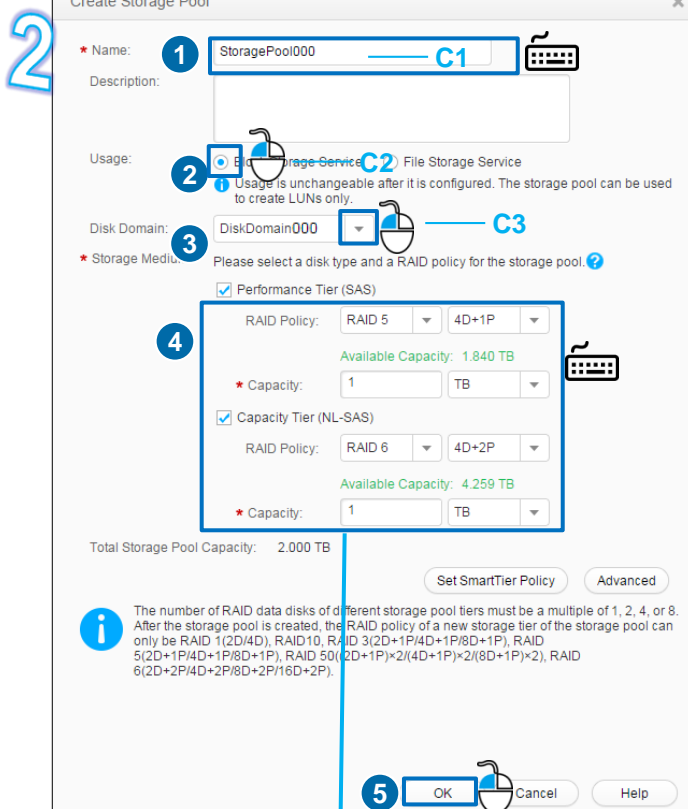 Create Storage Pool
2
* Name: 1 StoragePool000 C1
Description:
Usage: 2 Service C2 File Storage Service
Usage is unchangeable after it is configured. The storage pool can be used
to create LUNs only.
Disk Domain: 3 DiskDomain000 C3
* Storage Please select a disk type and a RAID policy for the storage pool.
Performance Tier (SAS)
4 RAID Policy: RAID 5 4D+1P
Available Capacity: 1.840 TB
* Capacity: 1 TB
Capacity Tier (NL-SAS)
RAID Policy: RAID 6 4D+2P
Available Capacity: 4.259 TB
* Capacity: 1 TB
Total Storage Pool Capacity: 2.000 TB
Set SmartTier Policy Advanced
The number of RAID data disks of different storage pool tiers must be a multiple of 1, 2, 4, or 8.
After the storage pool is created, the RAID policy of a new storage tier of the storage pool can
only be RAID 1(2D/4D), RAID10, RAID 3(2D+1P/4D+1P/8D+1P), RAID
5(2D+1P/4D+1P/8D+1P), RAID 50((2D+1P)×2/(4D+1P)×2/(8D+1P)×2), RAID
6(2D+2P/4D+2P/8D+2P/16D+2P).
5 OK Cancel Help